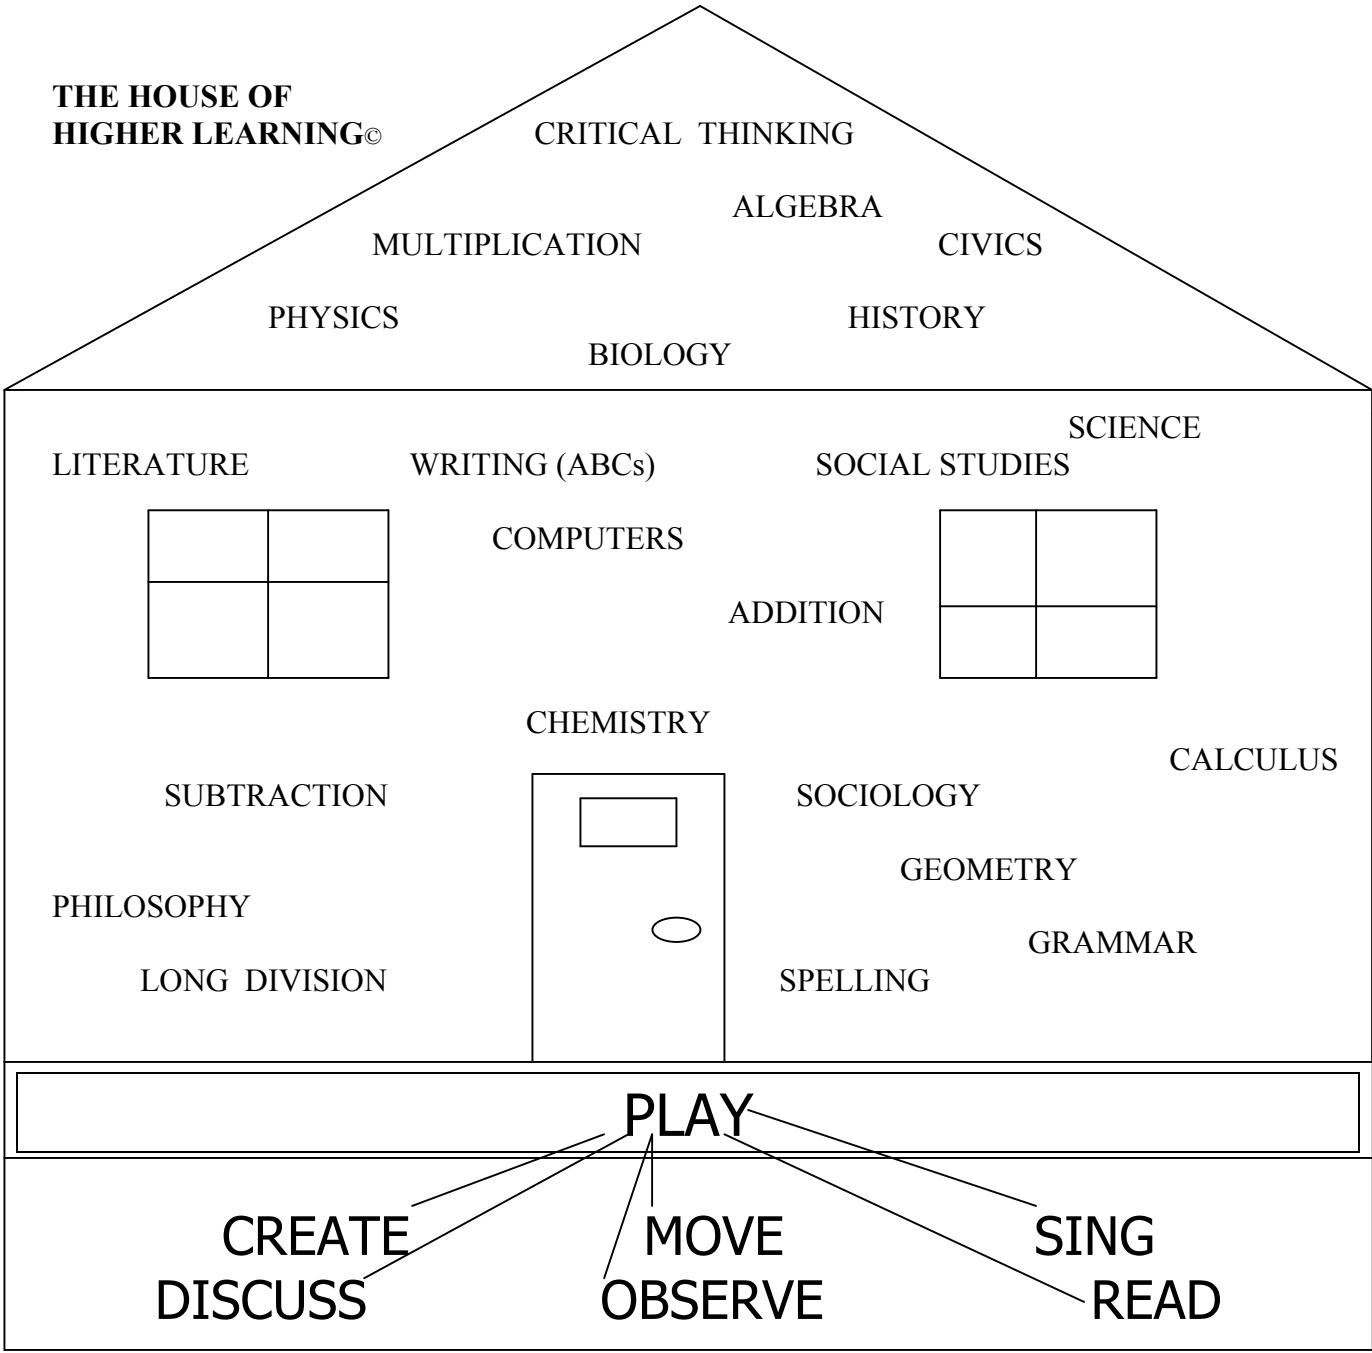 THE HOUSE OF
HIGHER LEARNING©
CRITICAL THINKING
ALGEBRA
MULTIPLICATION
CIVICS
PHYSICS
HISTORY
BIOLOGY
SCIENCE
LITERATURE
WRITING (ABCs)
SOCIAL STUDIES
COMPUTERS
ADDITION
CHEMISTRY
CALCULUS
SUBTRACTION
SOCIOLOGY
GEOMETRY
PHILOSOPHY
GRAMMAR
LONG DIVISION
SPELLING
PLAY
CREATE
MOVE
SING
DISCUSS
OBSERVE
READ